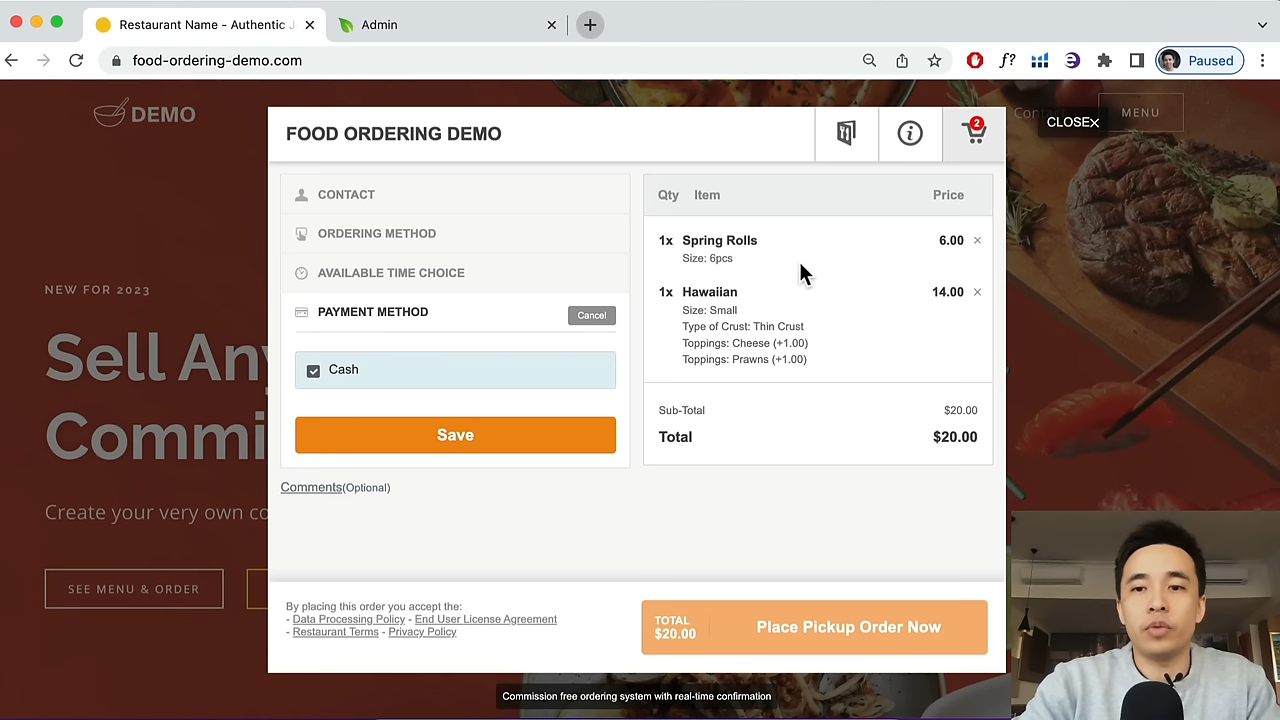 Restaurant Name - Authentic
Admin
food-ordering-demo.com
f?
Paused
DEMO
MENU
CLOSE×
FOOD ORDERING DEMO
2
CONTACT
ORDERING METHOD
AVAILABLE TIME CHOICE
PAYMENT METHOD
Cancel
Cash
Save
Comments(Optional)
Qty Item Price
1x Spring Rolls 6.00 ×
Size: 6pcs
1x Hawaiian 14.00 ×
Size: Small
Type of Crust: Thin Crust
Toppings: Cheese (+1.00)
Toppings: Prawns (+1.00)
Sub-Total $20.00
Total $20.00
NEW FOR 2023
Sell An
Commi
Create your very own co
SEE MENU & ORDER
By placing this order you accept the:
- Data Processing Policy - End User License Agreement
- Restaurant Terms - Privacy Policy
TOTAL
$20.00
Place Pickup Order Now
Commission free ordering system with real-time confirmation